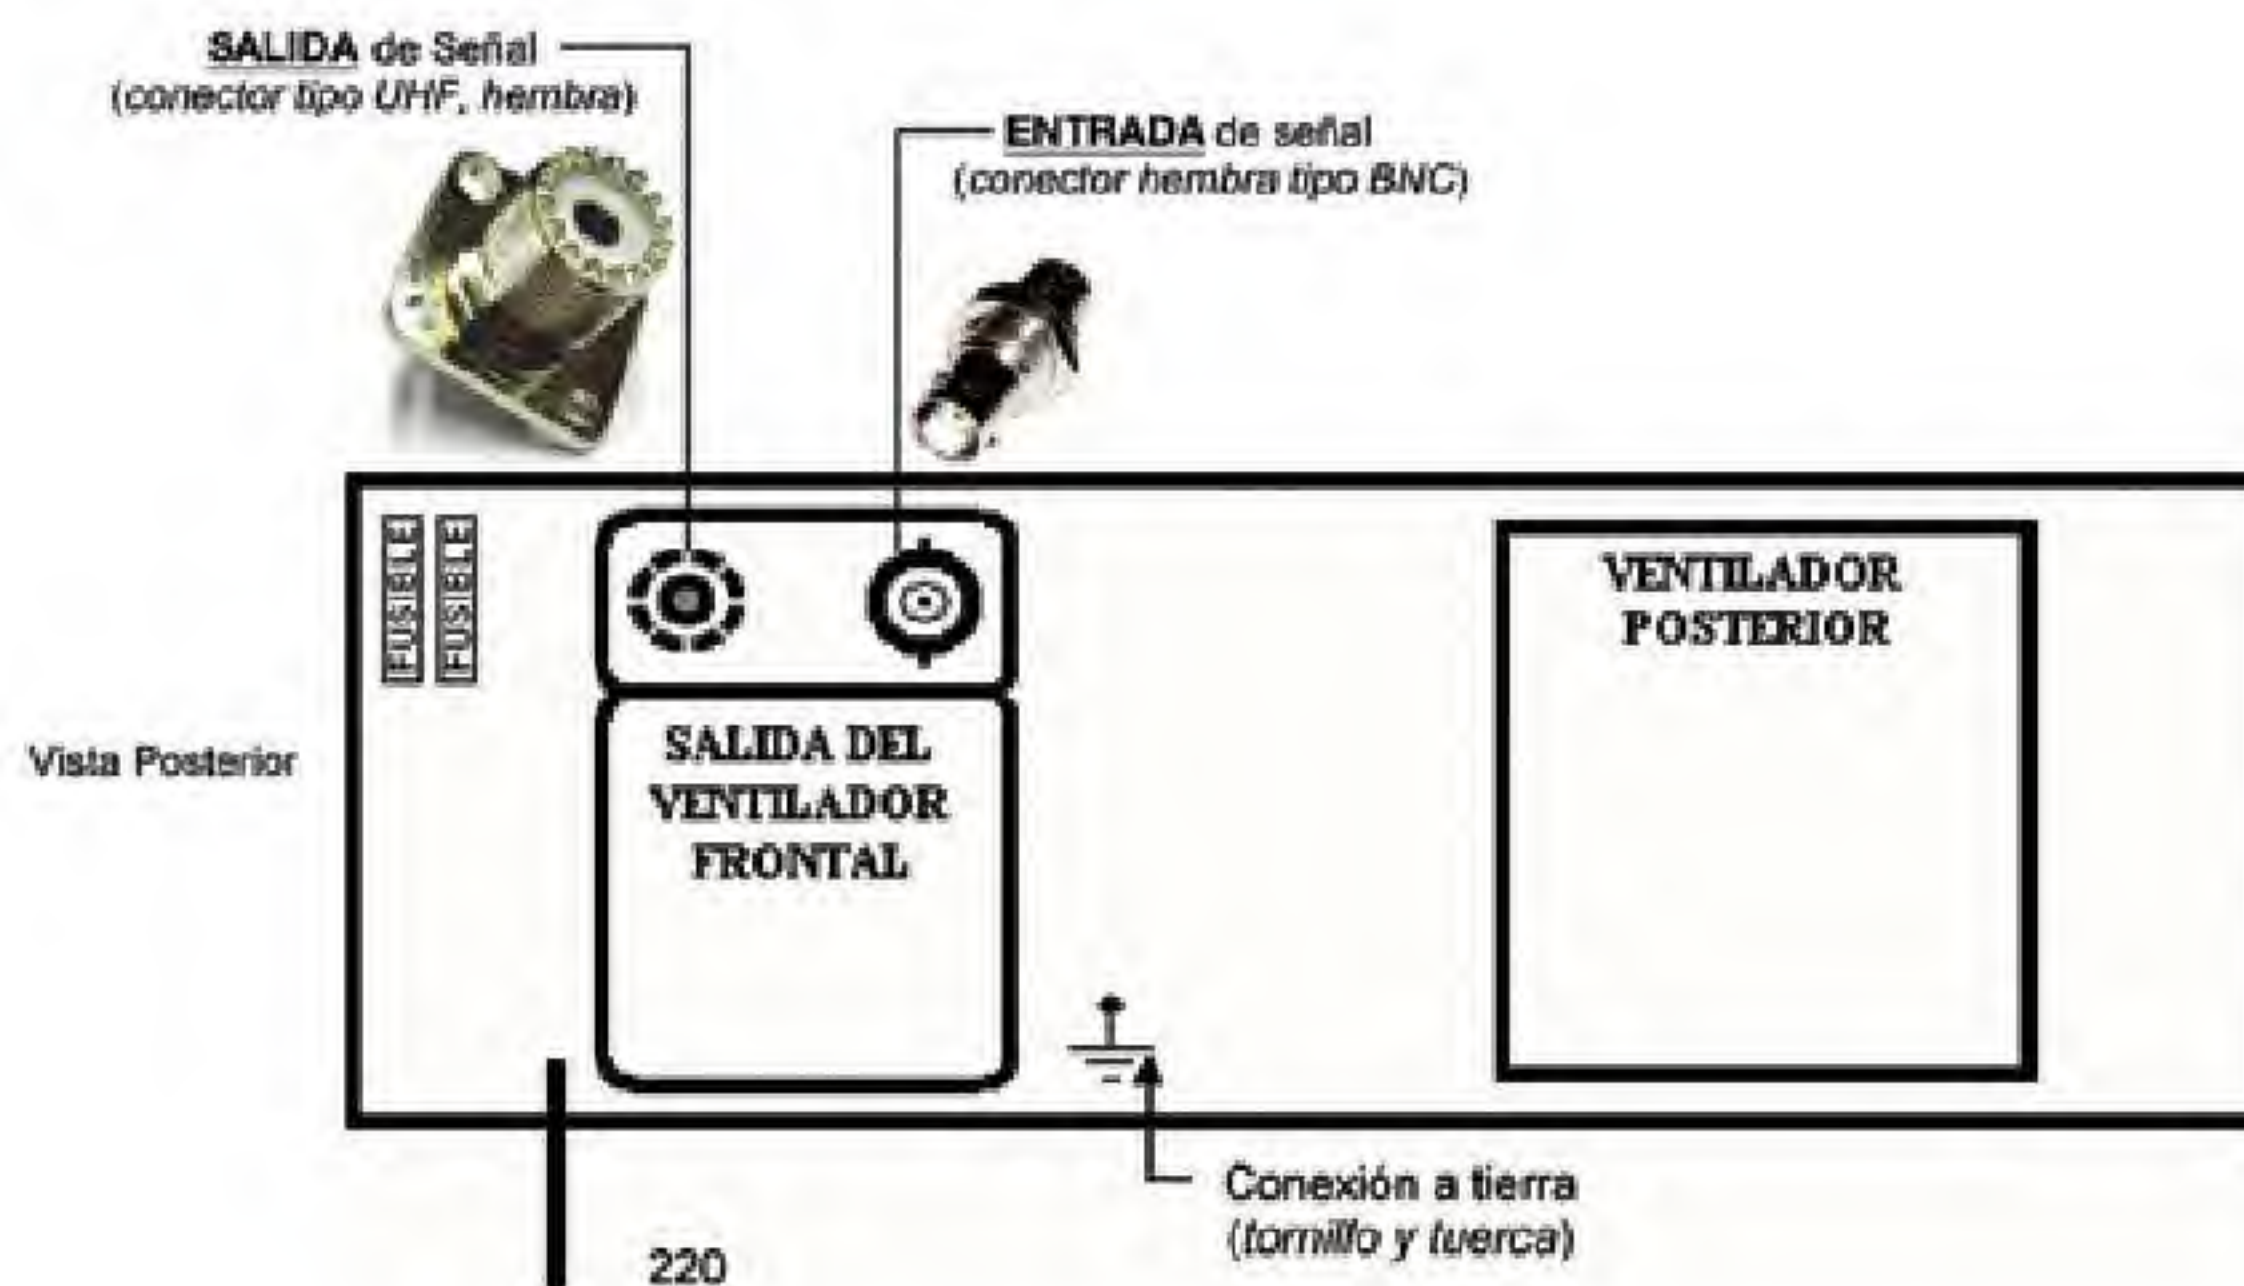 SALIDA de Señal
(conector tipo UHF, hembra)
ENTRADA de señal
(conector hembra tipo BNC)
FUSIBLE
FUSIBLE
VENTILADOR
POSTERIOR
SALIDA DEL
VENTILADOR
FRONTAL
Vista Posterior
Conexión a tierra
(tornillo y tuerca)
220